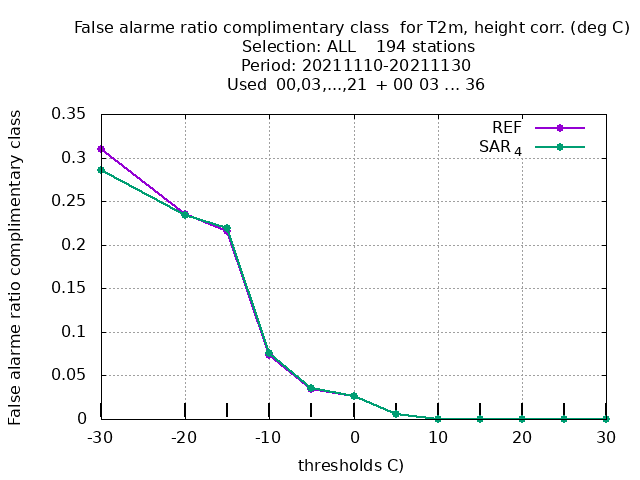 False alarme ratio complimentary class  for T2m, height corr. (deg C)
Selection: ALL    194 stations
Period: 20211110-20211130
Used  00,03,...,21  + 00 03 ... 36
REF
SAR 4
False alarme ratio complimentary class
0.35
0.3
0.25
0.2
0.15
0.1
0.05
0
-30 -20 -10 0 10 20 30
thresholds C)